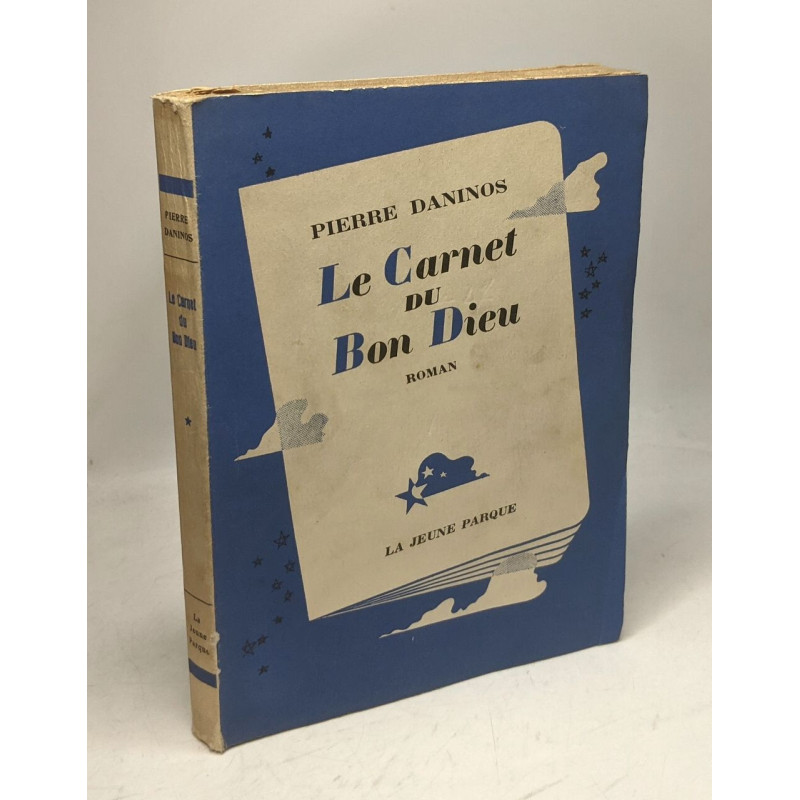 PIERRE DANINOS
Le Carnet
DU
Bon Dieu
ROMAN
LA JEUNE PARQUE
PIERRE
DANINOS
Le Carnet
du
Bon Dieu
La
Jeune
Parque